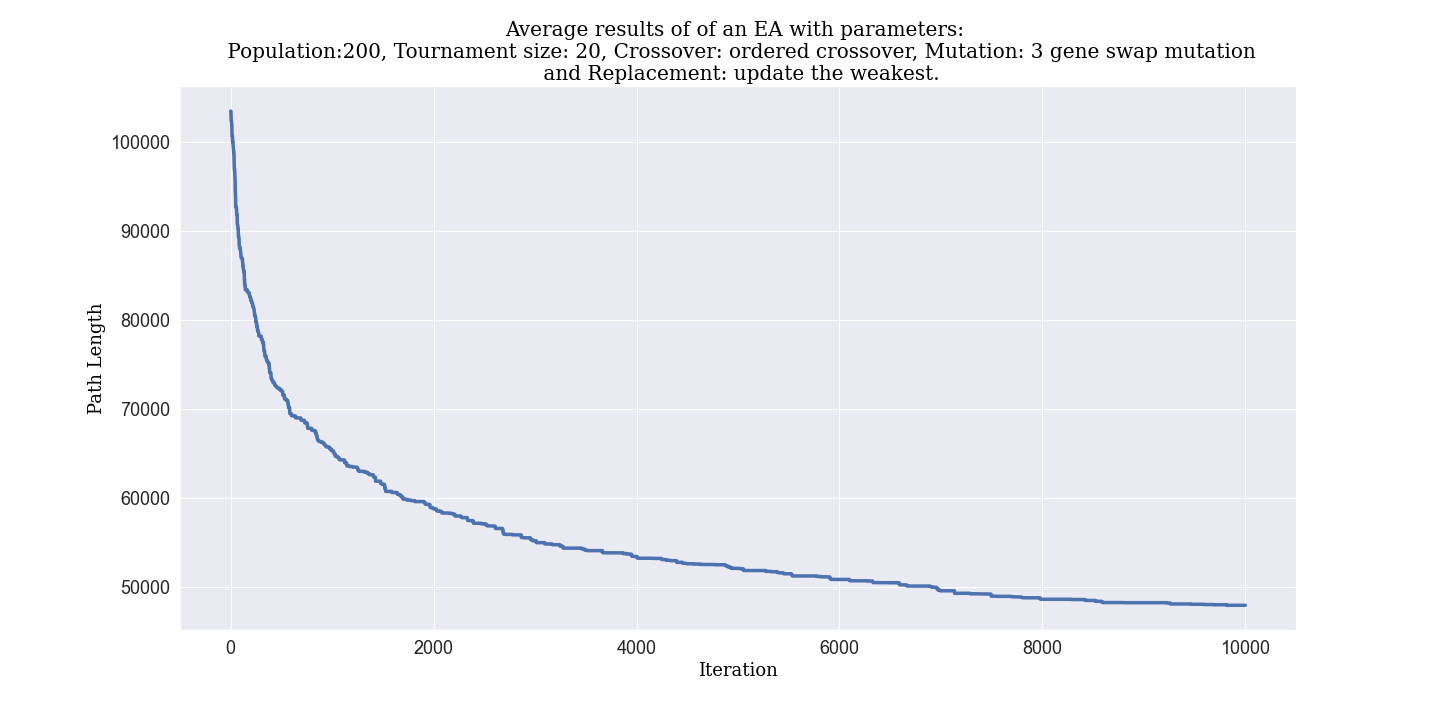 Average results of of an EA with parameters:
Population:200, Tournament size: 20, Crossover: ordered crossover, Mutation: 3 gene swap mutation
and Replacement: update the weakest.
100000
90000
80000
70000
60000
50000
Path Length
0 2000 4000 6000 8000 10000
Iteration